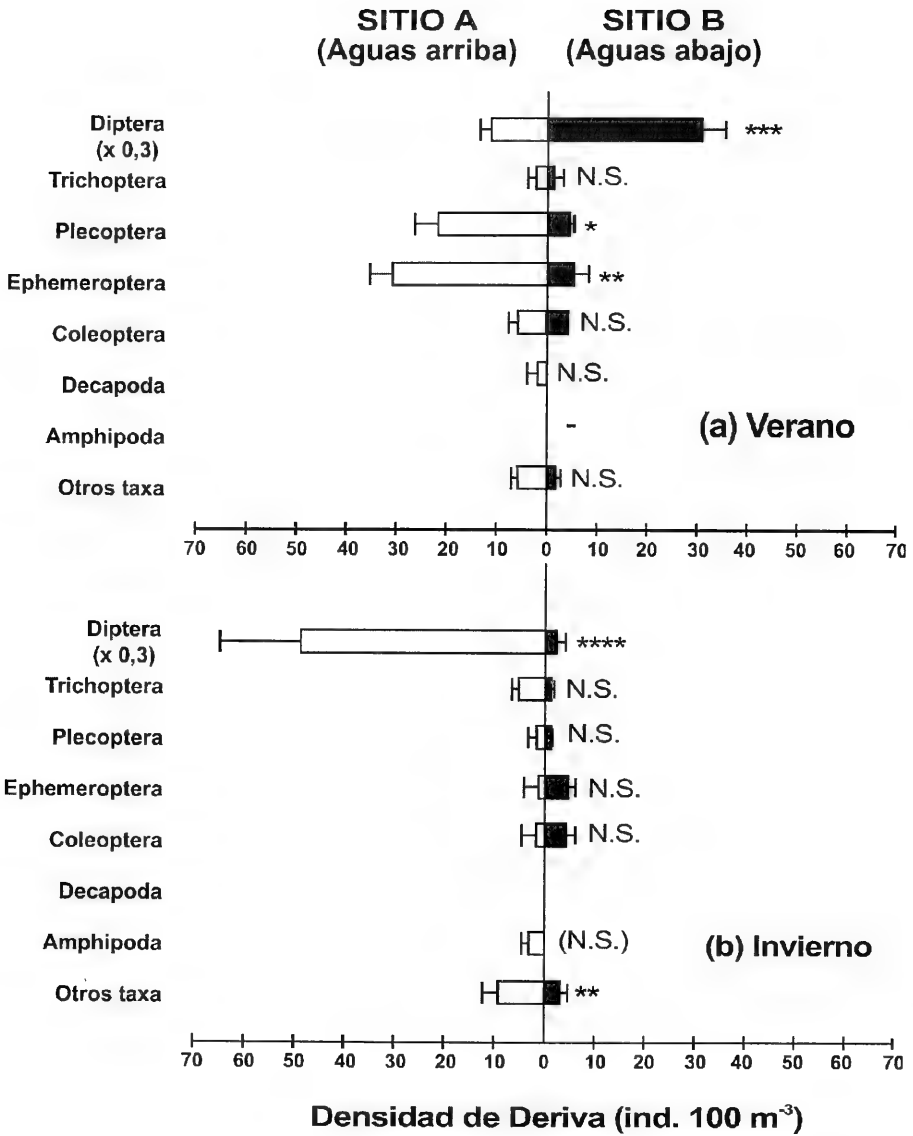 SITIO A SITIO B
(Aguas arriba) (Aguas abajo)
Diptera ***
(x 0,3)
Trichoptera N.S.
Plecoptera *
Ephemeroptera **
Coleoptera N.S.
Decapoda N.S.
Amphipoda - (a) Verano
Otros taxa N.S.
70 60 50 40 30 20 10 0 10 20 30 40 50 60 70
Diptera ****
(x 0,3)
Trichoptera N.S.
Plecoptera N.S.
Ephemeroptera N.S.
Coleoptera N.S.
Decapoda
Amphipoda (N.S.) (b) Invierno
Otros taxa **
70 60 50 40 30 20 10 0 10 20 30 40 50 60 70
Densidad de Deriva (ind. 100 m⁻³)